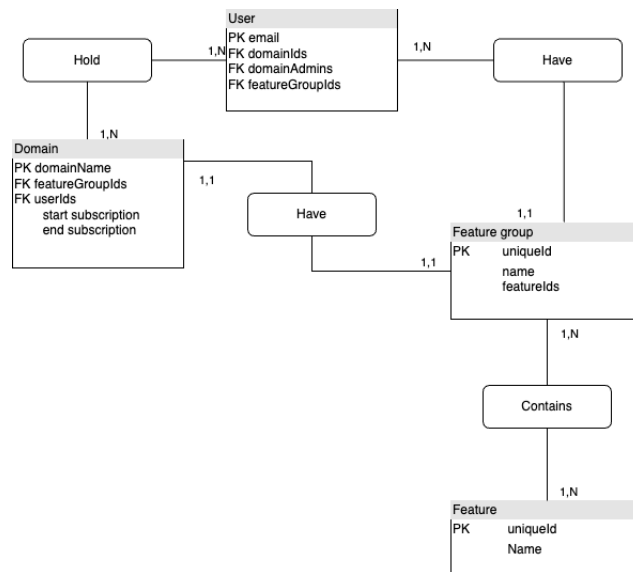 User
PK email
FK domainIds
FK domainAdmins
FK featureGroupIds
1,N
1,N
Hold
Have
1,N
Domain
PK domainName
FK featureGroupIds
FK userIds
start subscription
end subscription
1,1
Have
1,1
1,1
Feature group
PK uniqueId
name
featureIds
1,N
Contains
1,N
Feature
PK uniqueId
Name